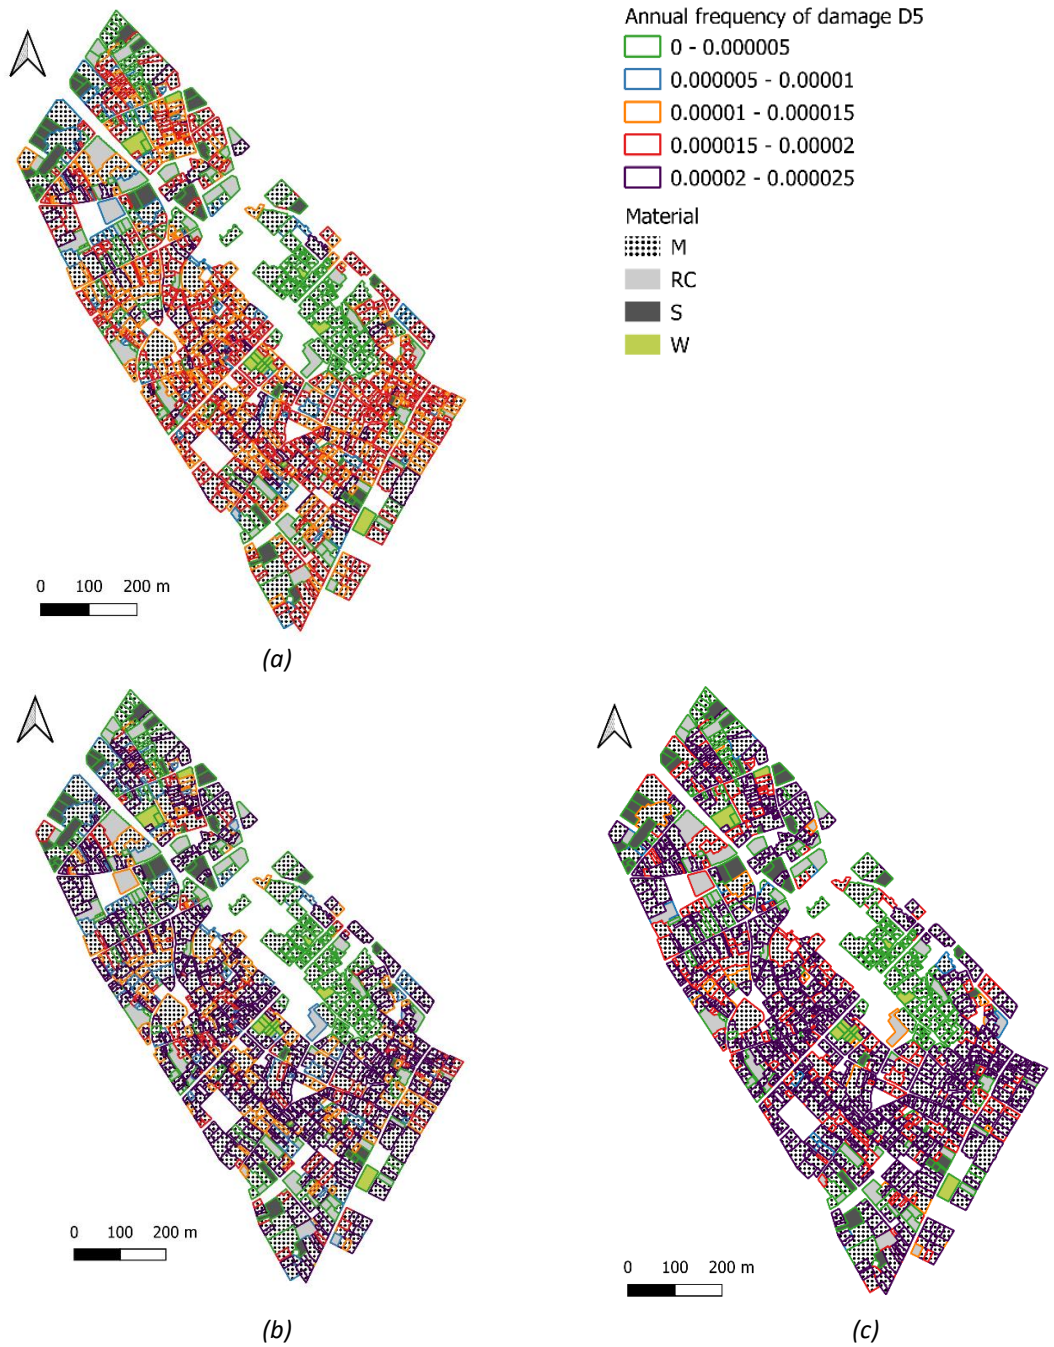 Annual frequency of damage D5
0 - 0.000005
0.000005 - 0.00001
0.00001 - 0.000015
0.000015 - 0.00002
0.00002 - 0.000025
Material
M
RC
S
W
0 100 200 m
(a)
0 100 200 m
0 100 200 m
(b) (c)